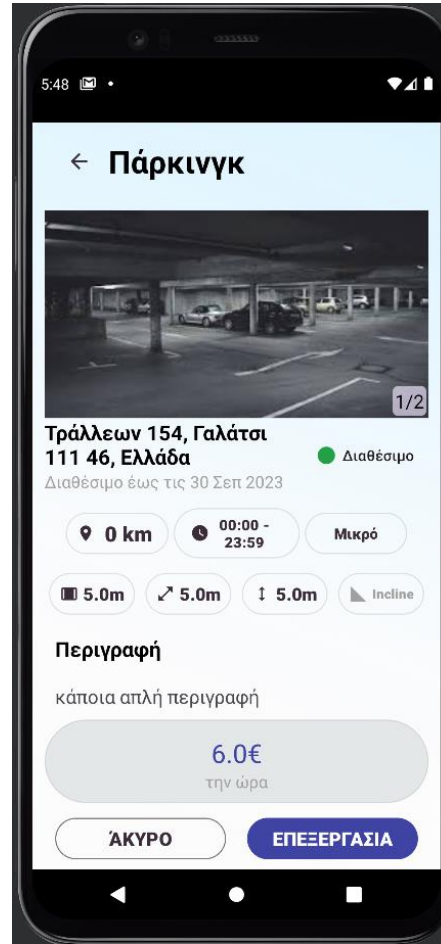 5:48
Πάρκινγκ
1/2
Τράλλεων 154, Γαλάτσι
111 46, Ελλάδα
Διαθέσιμο
Διαθέσιμο έως τις 30 Σεπ 2023
0 km
00:00 -
23:59
Μικρό
5.0m
5.0m
5.0m
Incline
Περιγραφή
κάποια απλή περιγραφή
6.0€
την ώρα
ΆΚΥΡΟ
ΕΠΕΞΕΡΓΑΣΙΑ